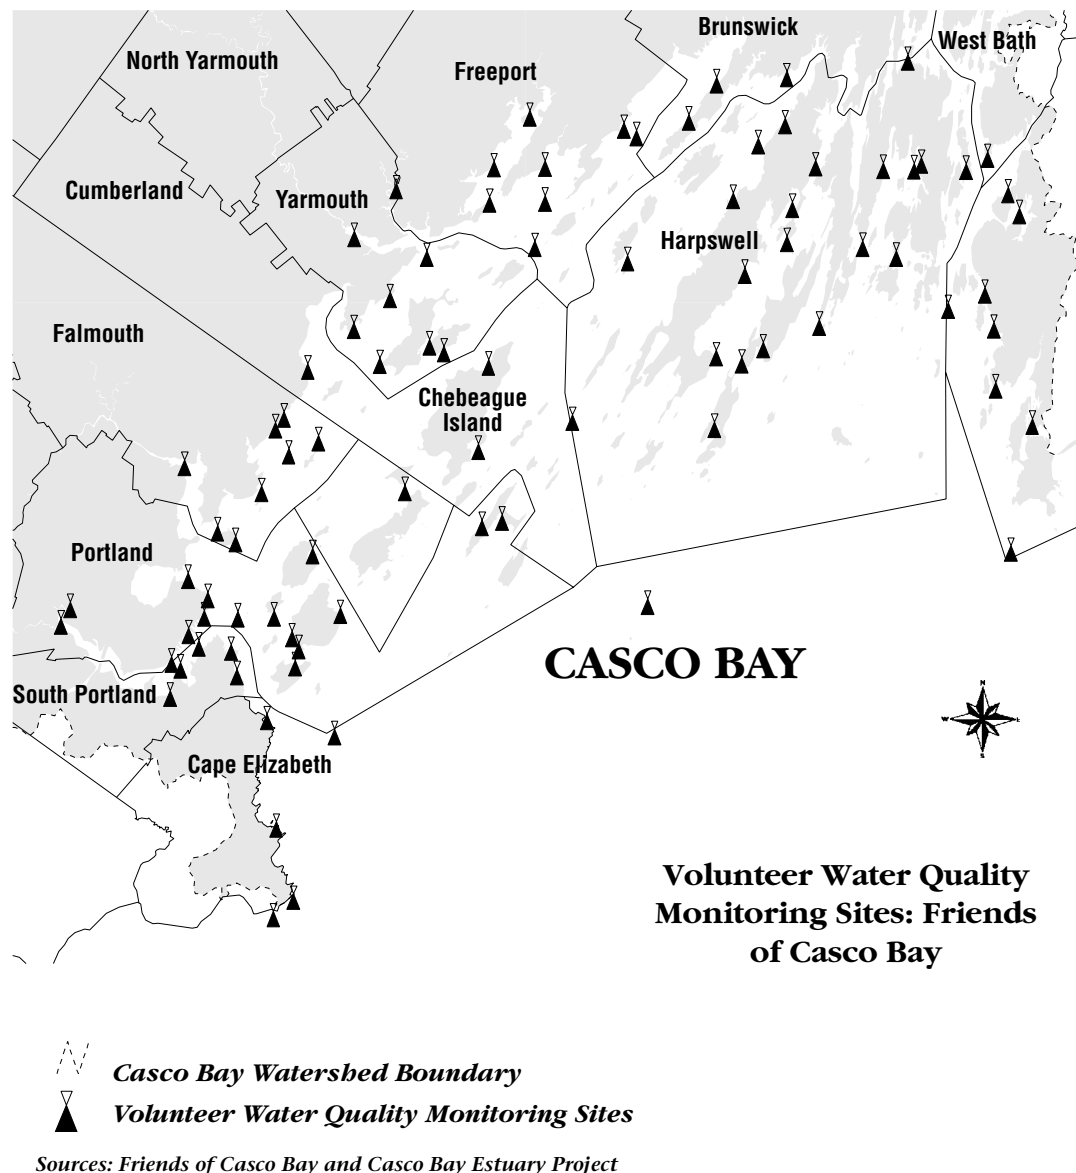 Brunswick
West Bath
North Yarmouth
Freeport
Cumberland
Yarmouth
Harpswell
Falmouth
Chebeague
Island
Portland
CASCO BAY
South Portland
N
W
E
S
Cape Elizabeth
Volunteer Water Quality
Monitoring Sites: Friends
of Casco Bay
Casco Bay Watershed Boundary
Volunteer Water Quality Monitoring Sites
Sources: Friends of Casco Bay and Casco Bay Estuary Project